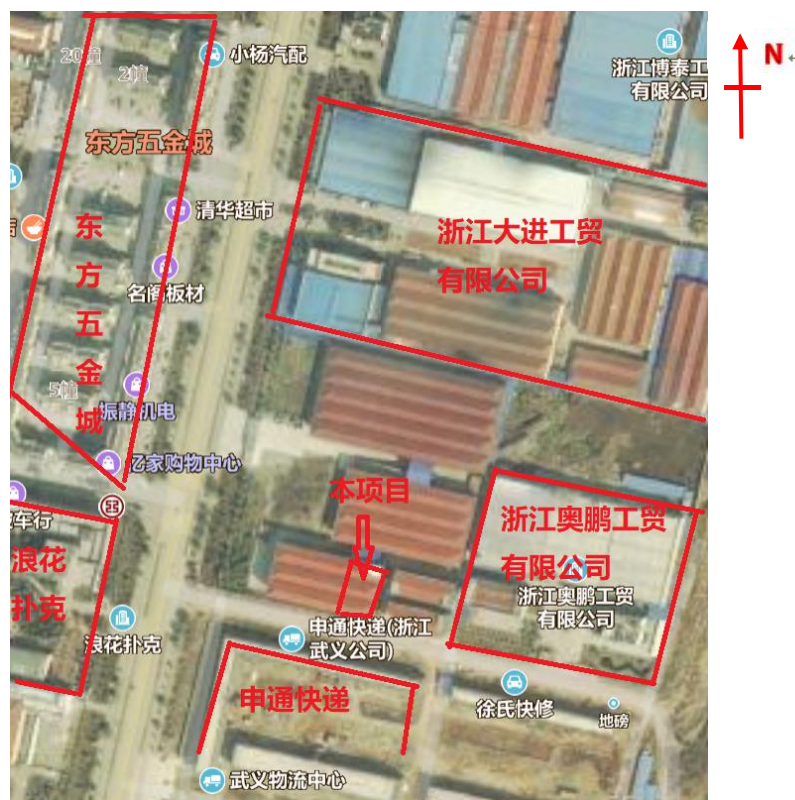 20幢
2幢
小杨汽配
浙江博泰工
有限公司
N
东方五金城
清华超市
名阁板材
东
方
五
金
城
浙江大进工贸
有限公司
5幢
振静机电
亿家购物中心
本项目
车行
浪花
扑克
浙江奥鹏工贸
有限公司
浙江奥鹏工贸
有限公司
浪花扑克
申通快递(浙江
武义公司)
申通快递
徐氏快修
地磅
武义物流中心